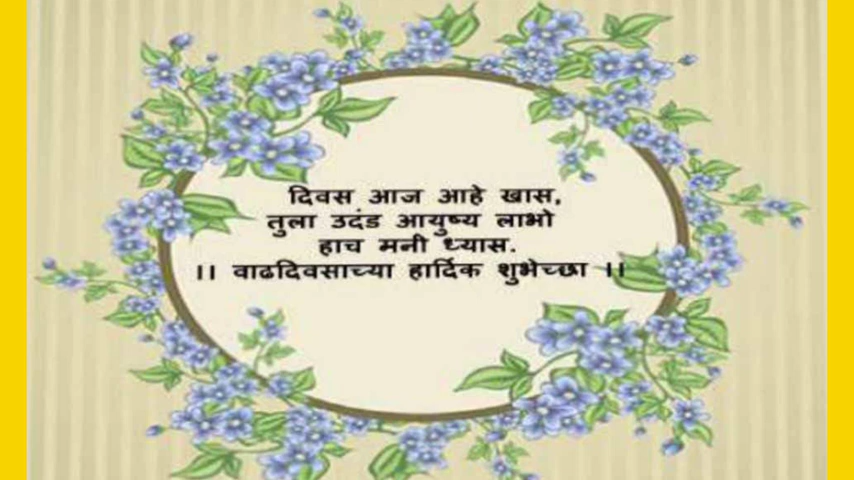 दिवस आज आहे खास,
तुला उदंड आयुष्य लाभो
हाच मनी ध्यास.
।। वाढदिवसाच्या हार्दिक शुभेच्छा ।।